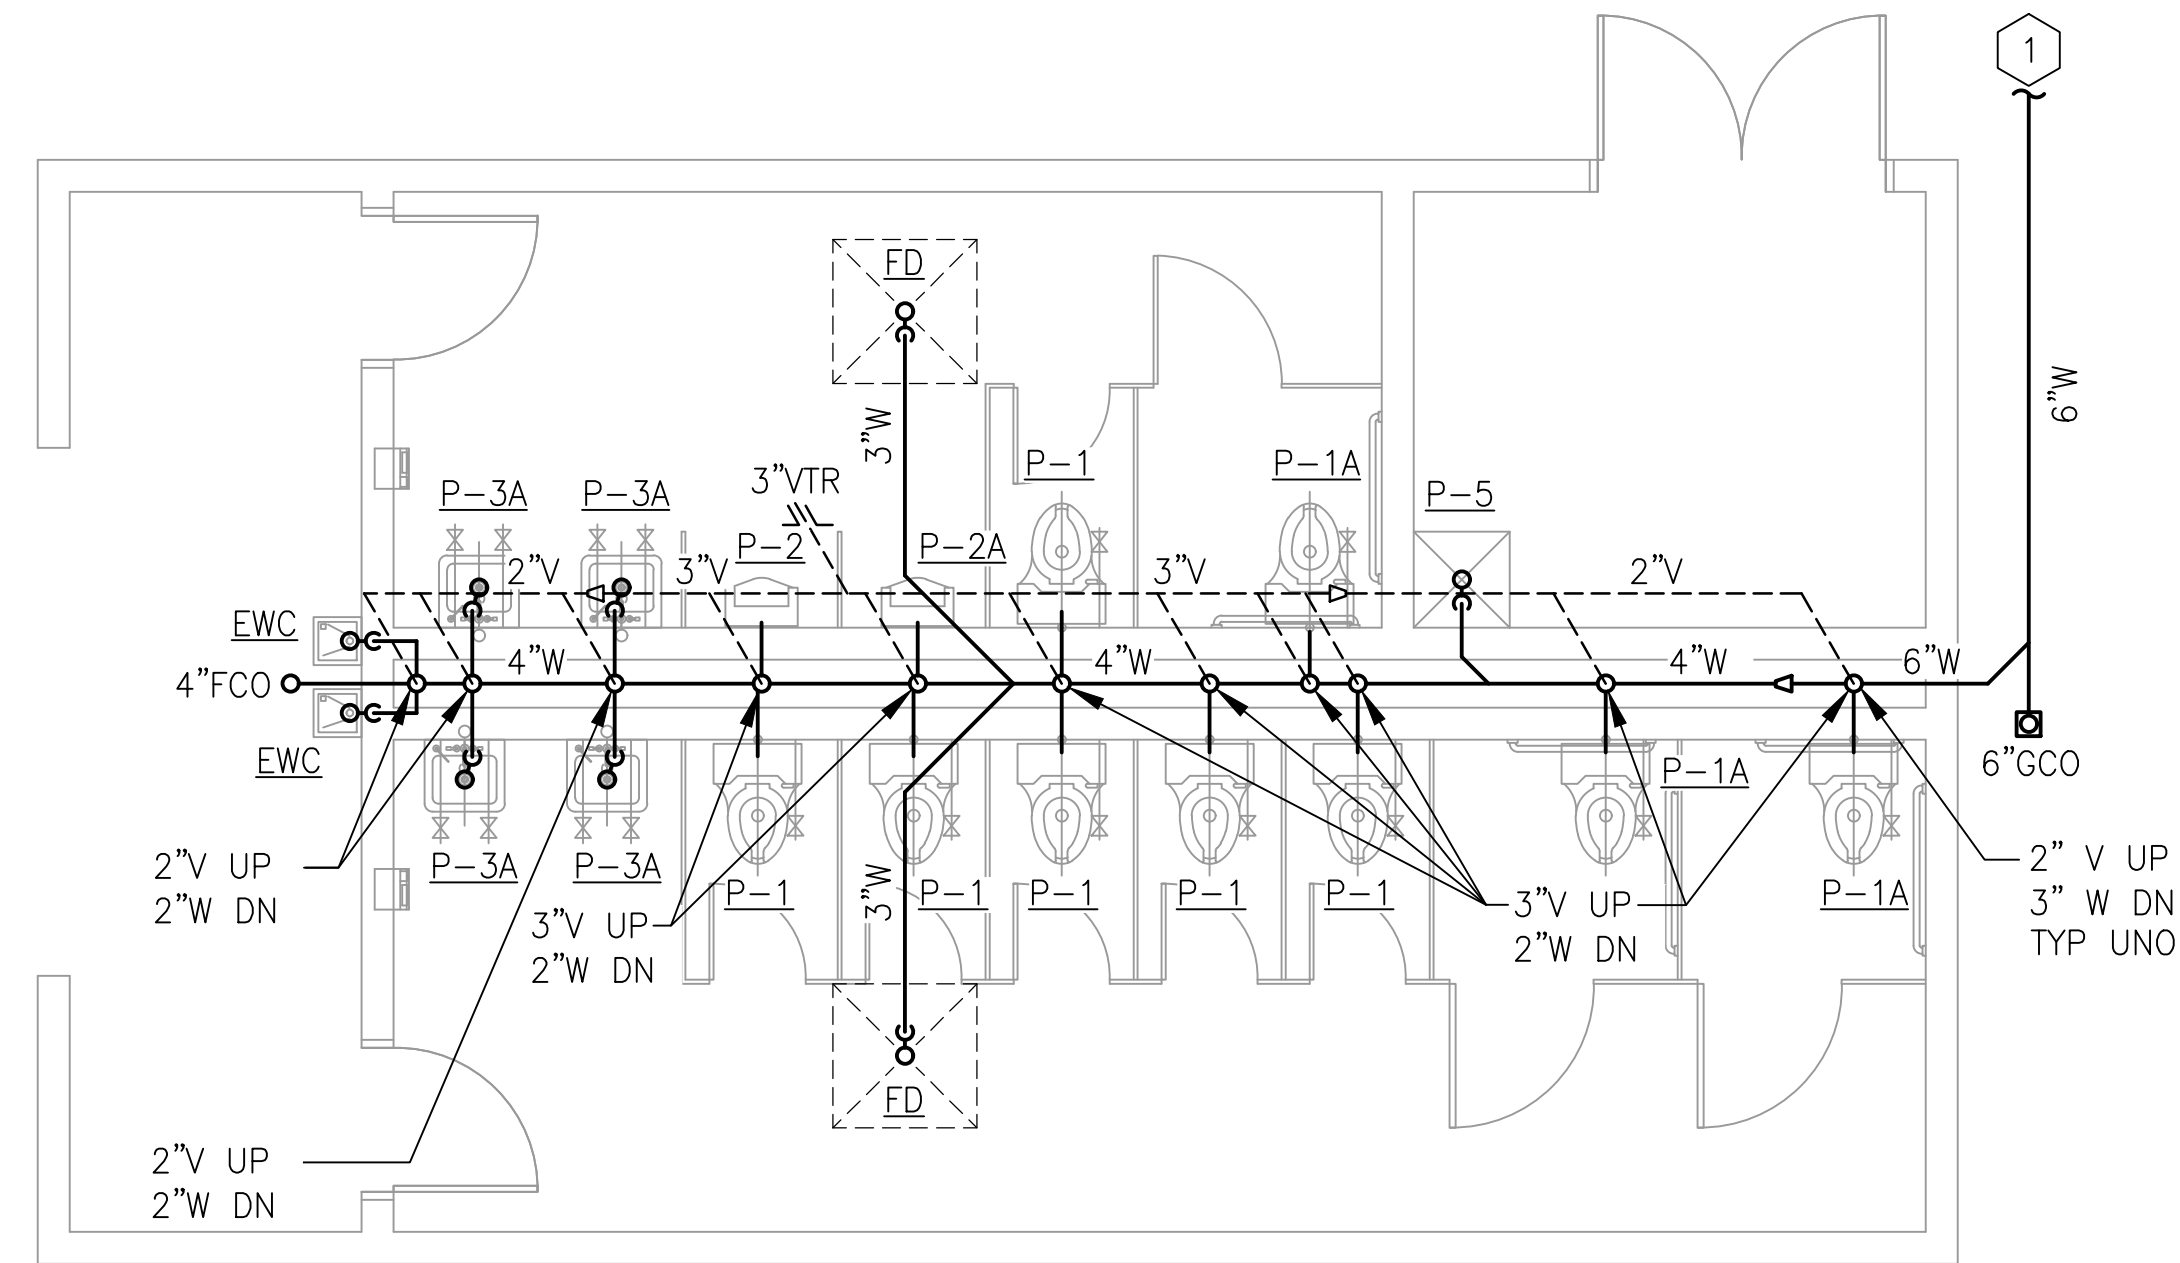 1
FD
6"W
3"W
P-1
P-1A
3"VTR
P-3A
P-3A
P-5
P-2
P-2A
2"V
3"V
3"V
2"V
EWC
4"W
4"W
4"W
6"W
4"FCO
EWC
6"GCO
P-1A
2"V UP
2"W DN
P-3A
P-3A
P-1
3"W
P-1
P-1
P-1
P-1
P-1A
3"V UP
2"W DN
3"V UP
2"W DN
2" V UP
3" W DN
TYP UNO
FD
2"V UP
2"W DN